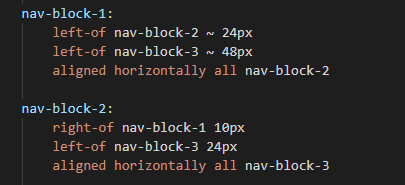 nav-block-1:
left-of nav-block-2 ~ 24px
left-of nav-block-3 ~ 48px
aligned horizontally all nav-block-2
nav-block-2:
right-of nav-block-1 10px
left-of nav-block-3 24px
aligned horizontally all nav-block-3